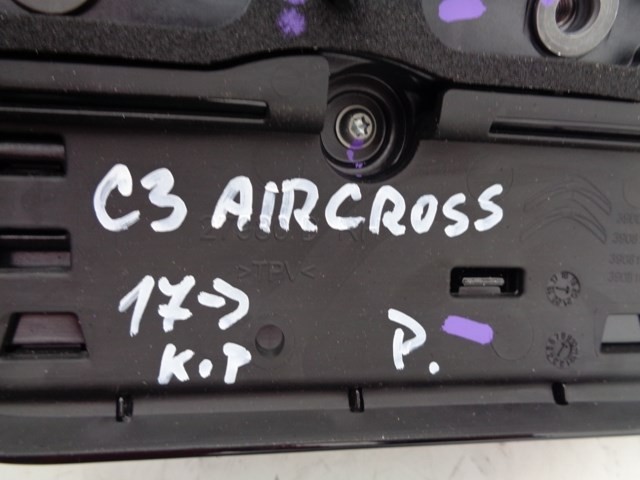 C3 AIRCROSS
>TPV<
17->
K.P
P.